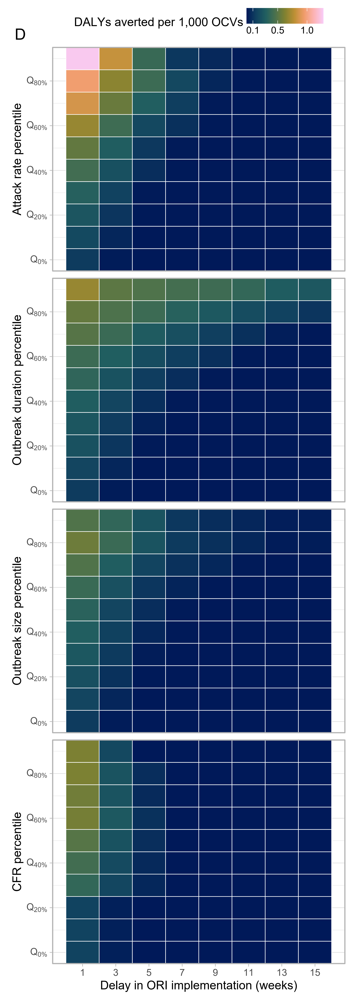 DALYs averted per 1,000 OCVs
0.1 0.5 1.0
D
Attack rate percentile
Q80%
Q60%
Q40%
Q20%
Q0%
Outbreak duration percentile
Q80%
Q60%
Q40%
Q20%
Q0%
Outbreak size percentile
Q80%
Q60%
Q40%
Q20%
Q0%
CFR percentile
Q80%
Q60%
Q40%
Q20%
Q0%
1 3 5 7 9 11 13 15
Delay in ORI implementation (weeks)